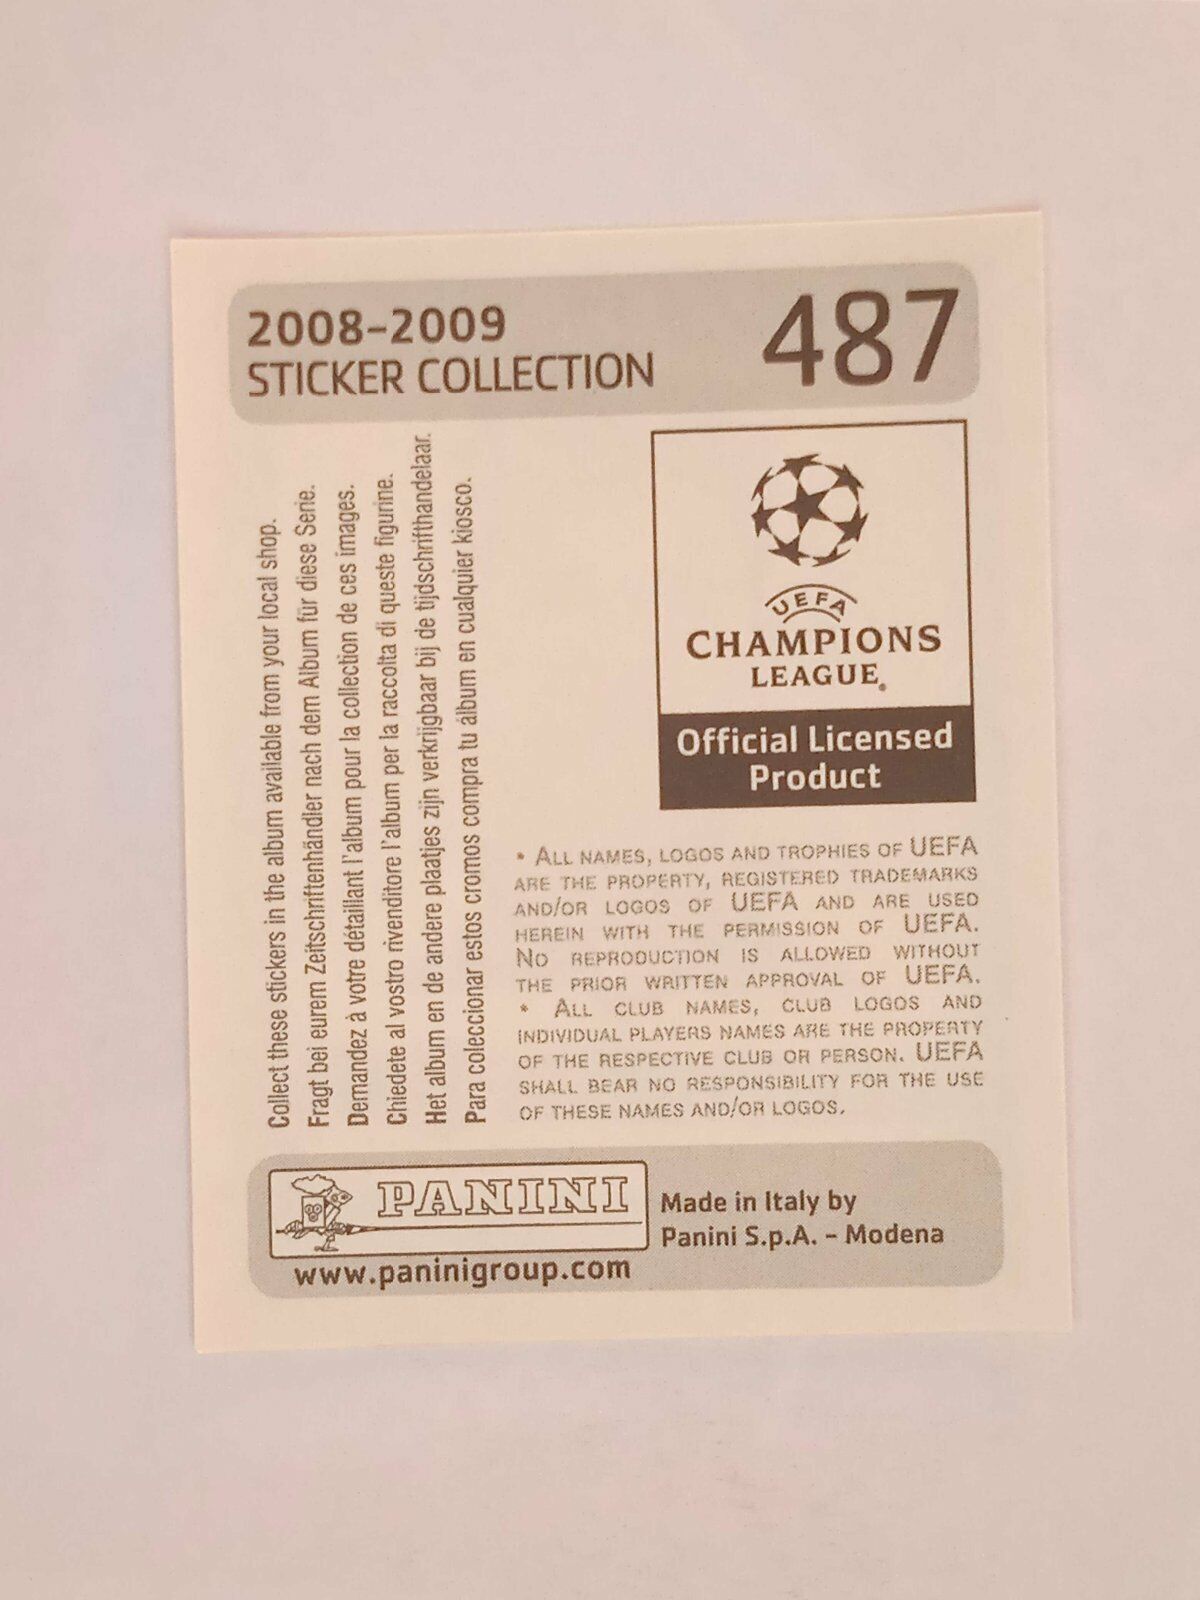 2008-2009
STICKER COLLECTION
487
Collect these stickers in the album available from your local shop.
Fragt bei eurem Zeitschriftenhändler nach dem Album für diese Serie.
Demandez à votre détaillant l'album pour la collection de ces images.
Chiedete al vostro rivenditore l'album per la raccolta di queste figurine.
Het album en de andere plaatjes zijn verkrijgbaar bij de tijdschrifthandelaar.
Para coleccionar estos cromos compra tu álbum en cualquier kiosco.
UEFA
CHAMPIONS
LEAGUE®
Official Licensed
Product
• ALL NAMES, LOGOS AND TROPHIES OF UEFA
ARE THE PROPERTY, REGISTERED TRADEMARKS
AND/OR LOGOS OF UEFA AND ARE USED
HEREIN WITH THE PERMISSION OF UEFA.
NO REPRODUCTION IS ALLOWED WITHOUT
THE PRIOR WRITTEN APPROVAL OF UEFA.
• ALL CLUB NAMES, CLUB LOGOS AND
INDIVIDUAL PLAYERS NAMES ARE THE PROPERTY
OF THE RESPECTIVE CLUB OR PERSON. UEFA
SHALL BEAR NO RESPONSIBILITY FOR THE USE
OF THESE NAMES AND/OR LOGOS.
PANINI
www.paninigroup.com
Made in Italy by
Panini S.p.A. - Modena